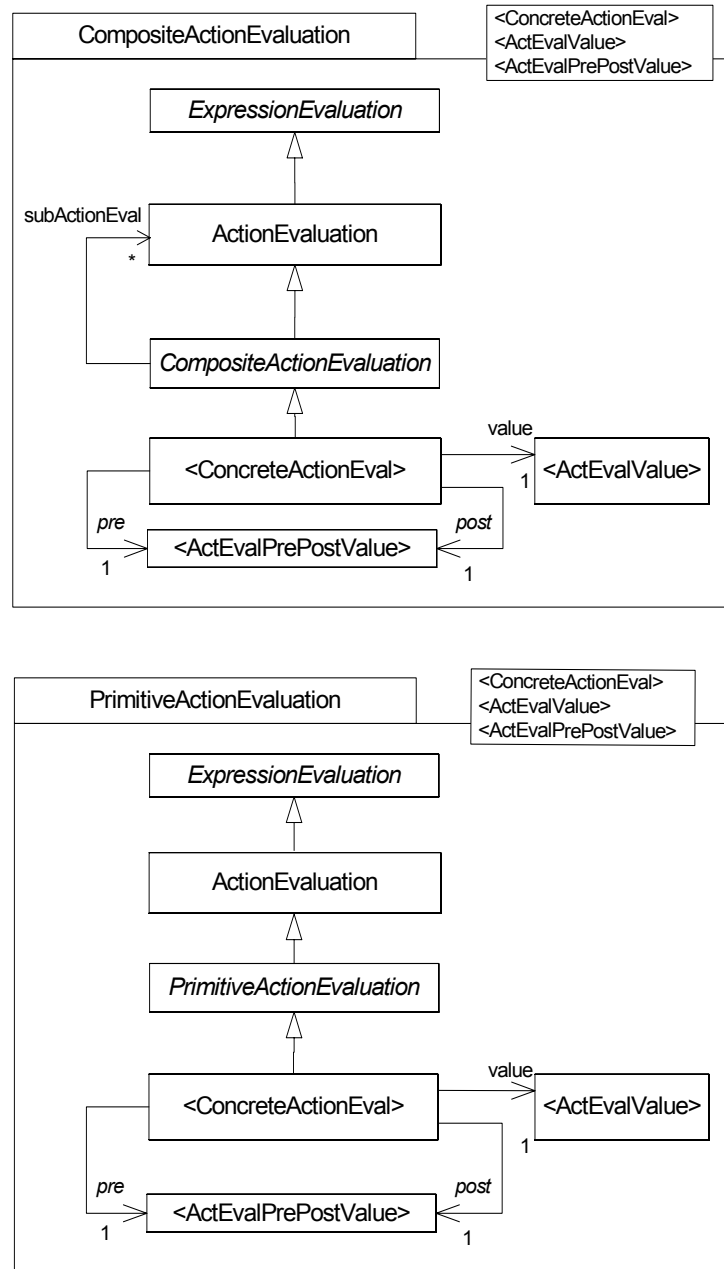 CompositeActionEvaluation
<ConcreteActionEval>
<ActEvalValue>
<ActEvalPrePostValue>
ExpressionEvaluation
subActionEval
*
ActionEvaluation
CompositeActionEvaluation
<ConcreteActionEval>
value
1
<ActEvalValue>
pre
1
<ActEvalPrePostValue>
post
1
PrimitiveActionEvaluation
<ConcreteActionEval>
<ActEvalValue>
<ActEvalPrePostValue>
ExpressionEvaluation
ActionEvaluation
PrimitiveActionEvaluation
<ConcreteActionEval>
value
1
<ActEvalValue>
pre
1
<ActEvalPrePostValue>
post
1